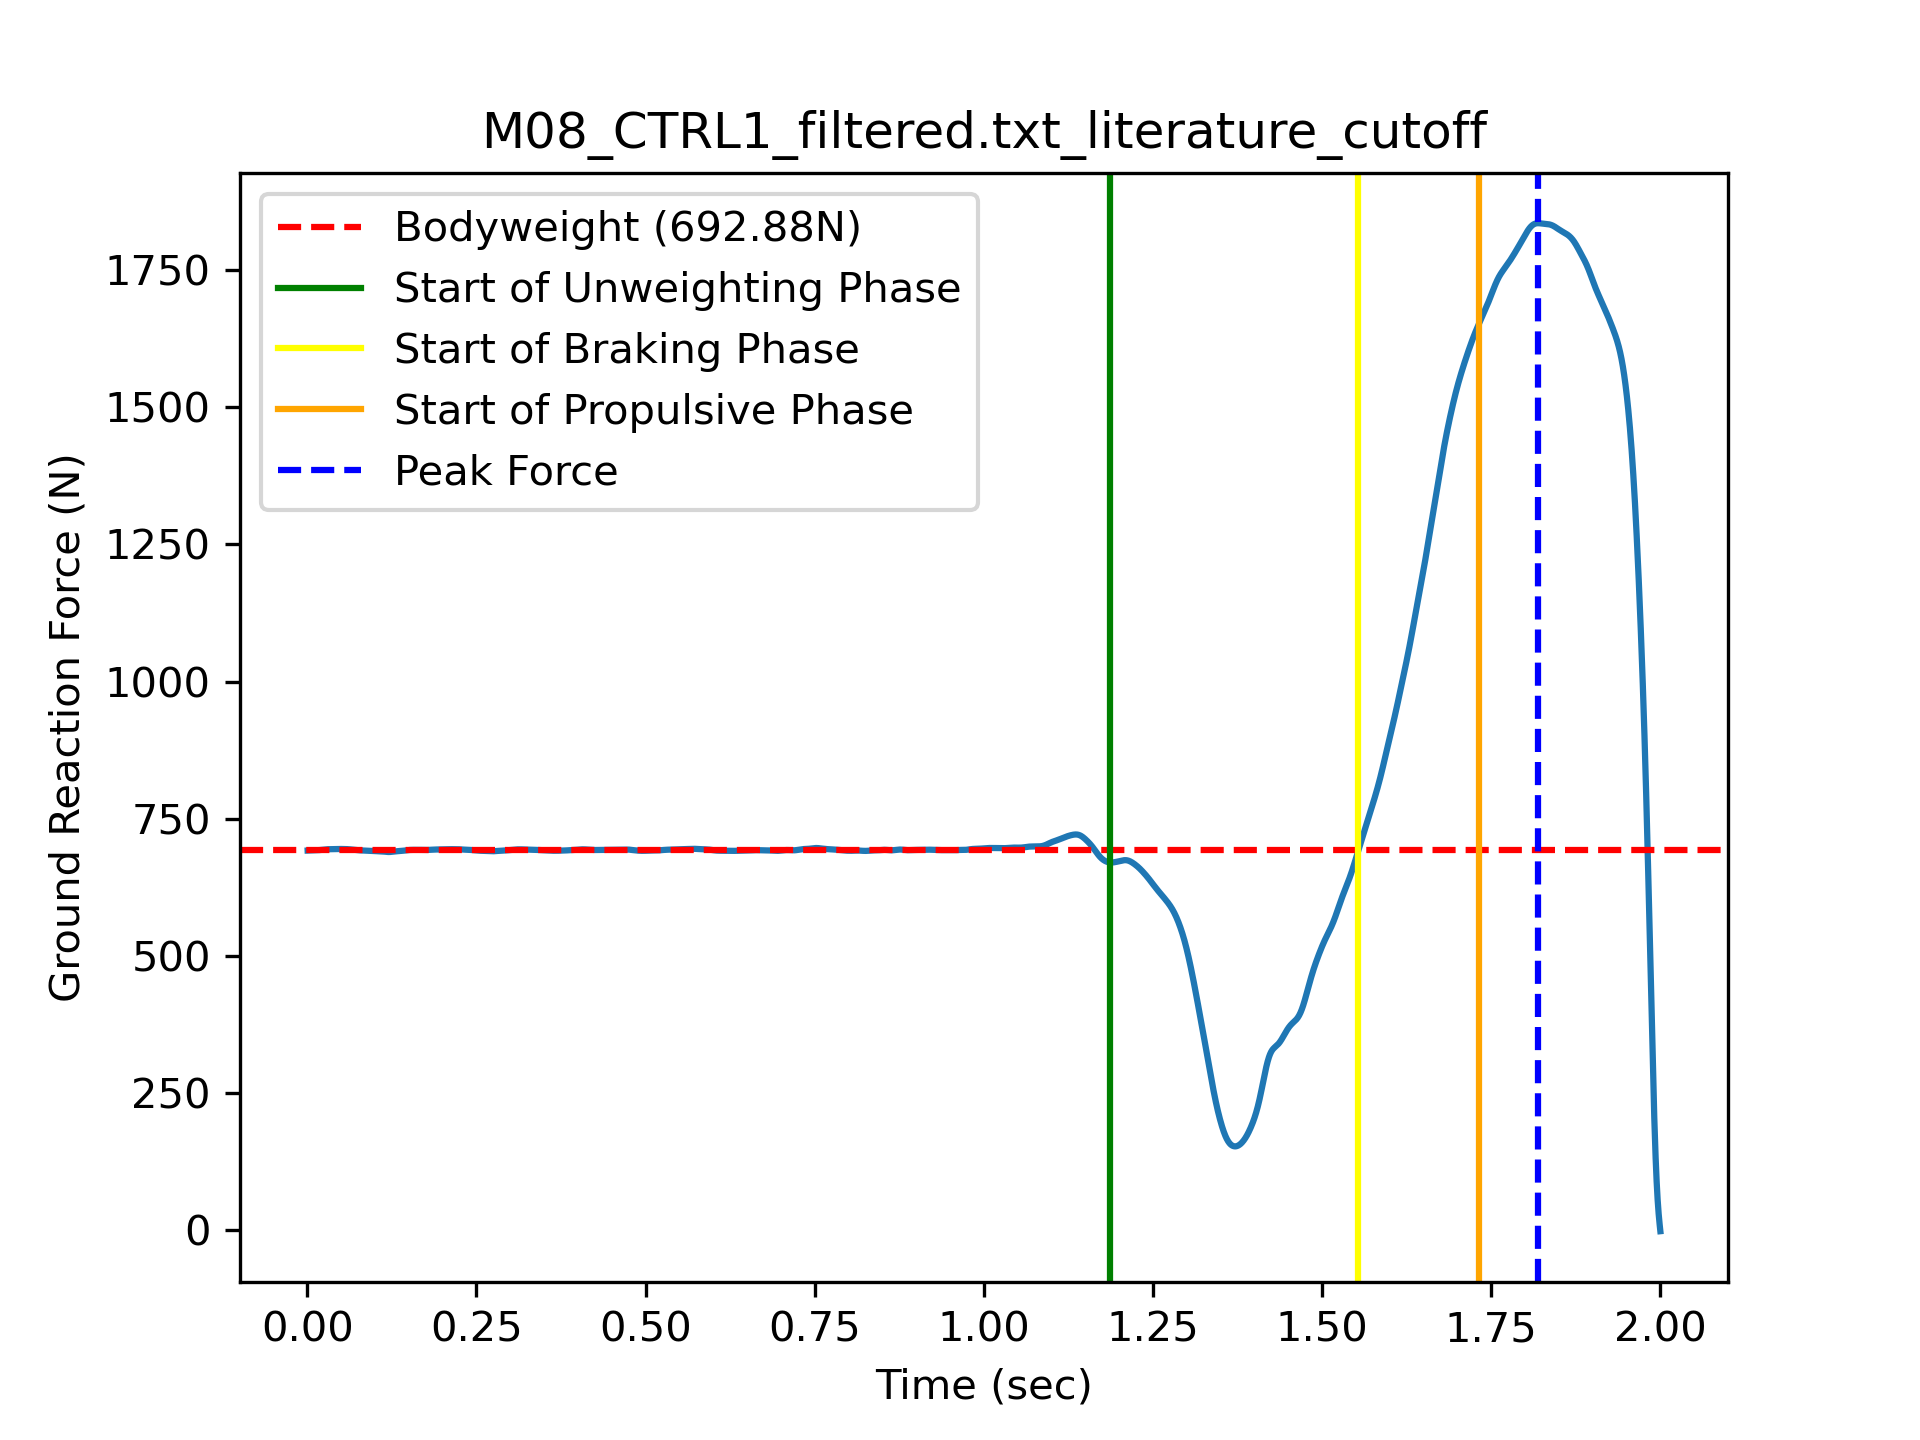 M08_CTRL1_filtered.txt_literature_cutoff
Bodyweight (692.88N)
Start of Unweighting Phase
Start of Braking Phase
Start of Propulsive Phase
Peak Force
Ground Reaction Force (N)
1750
1500
1250
1000
750
500
250
0
0.00 0.25 0.50 0.75 1.00 1.25 1.50 1.75 2.00
Time (sec)